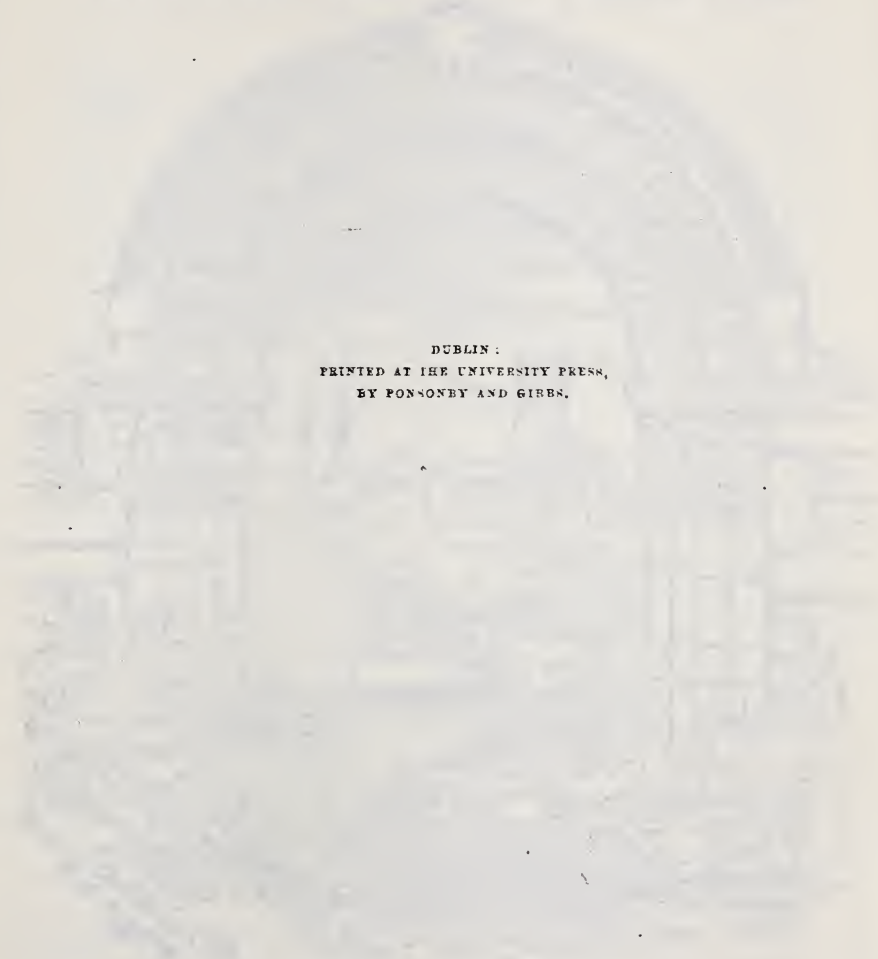 DUBLIN :
PRINTED AT THE UNIVERSITY PRESS,
BY PONSONBY AND GIBBS.